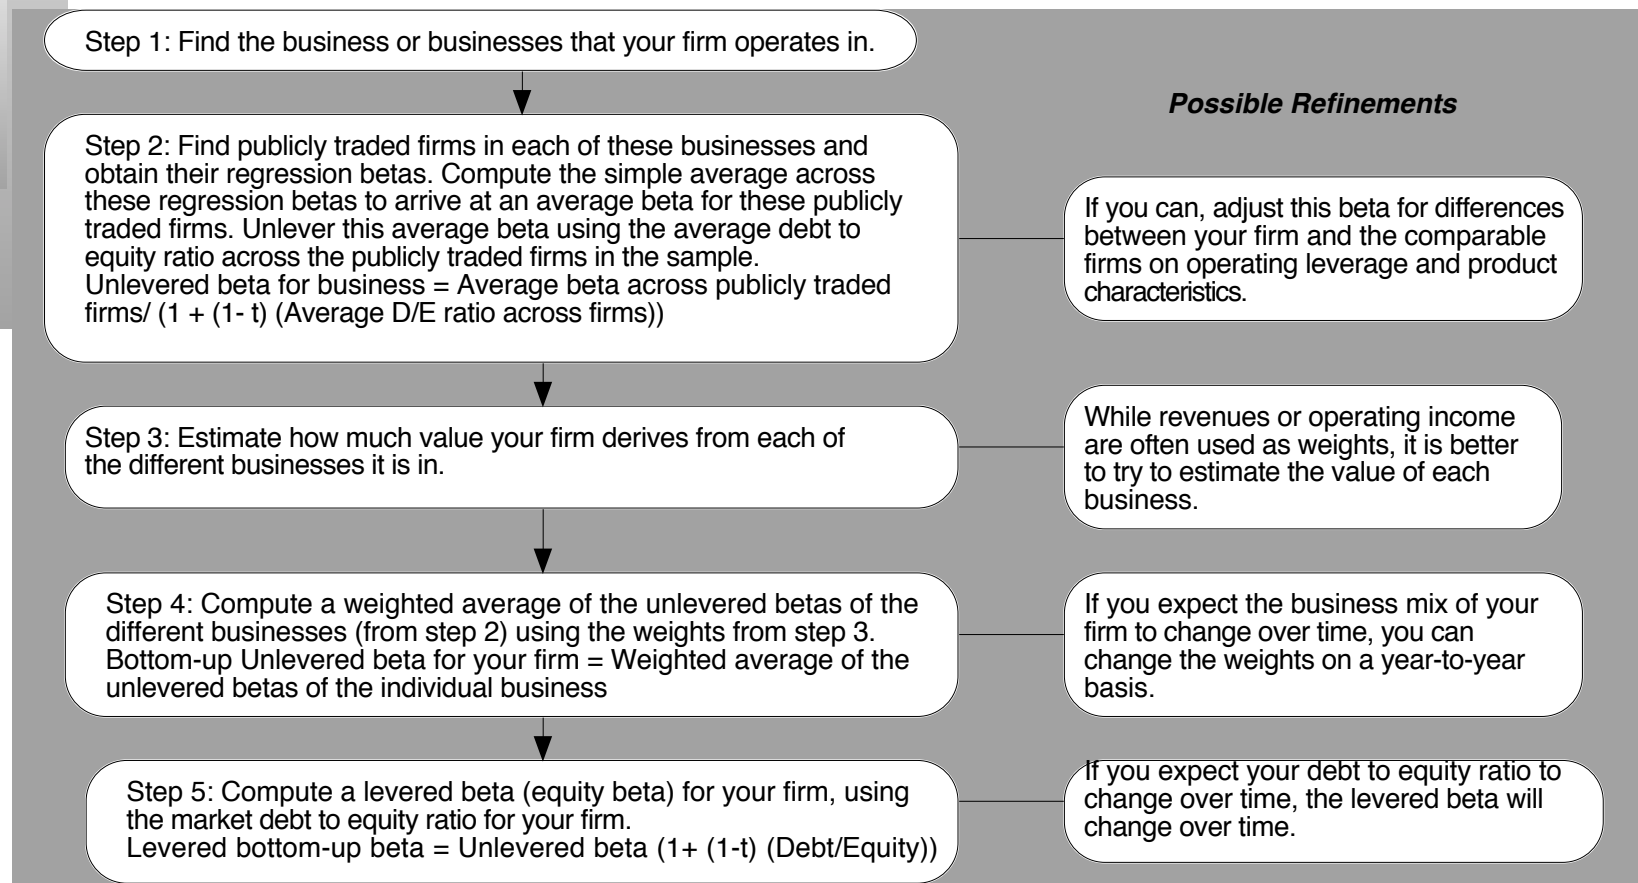 Step 1: Find the business or businesses that your firm operates in.
Possible Refinements
Step 2: Find publicly traded firms in each of these businesses and
obtain their regression betas. Compute the simple average across
these regression betas to arrive at an average beta for these publicly
traded firms. Unlever this average beta using the average debt to
equity ratio across the publicly traded firms in the sample.
Unlevered beta for business = Average beta across publicly traded
firms/ (1 + (1- t) (Average D/E ratio across firms))
If you can, adjust this beta for differences
between your firm and the comparable
firms on operating leverage and product
characteristics.
Step 3: Estimate how much value your firm derives from each of
the different businesses it is in.
While revenues or operating income
are often used as weights, it is better
to try to estimate the value of each
business.
Step 4: Compute a weighted average of the unlevered betas of the
different businesses (from step 2) using the weights from step 3.
Bottom-up Unlevered beta for your firm = Weighted average of the
unlevered betas of the individual business
If you expect the business mix of your
firm to change over time, you can
change the weights on a year-to-year
basis.
Step 5: Compute a levered beta (equity beta) for your firm, using
the market debt to equity ratio for your firm.
Levered bottom-up beta = Unlevered beta (1+ (1-t) (Debt/Equity))
If you expect your debt to equity ratio to
change over time, the levered beta will
change over time.